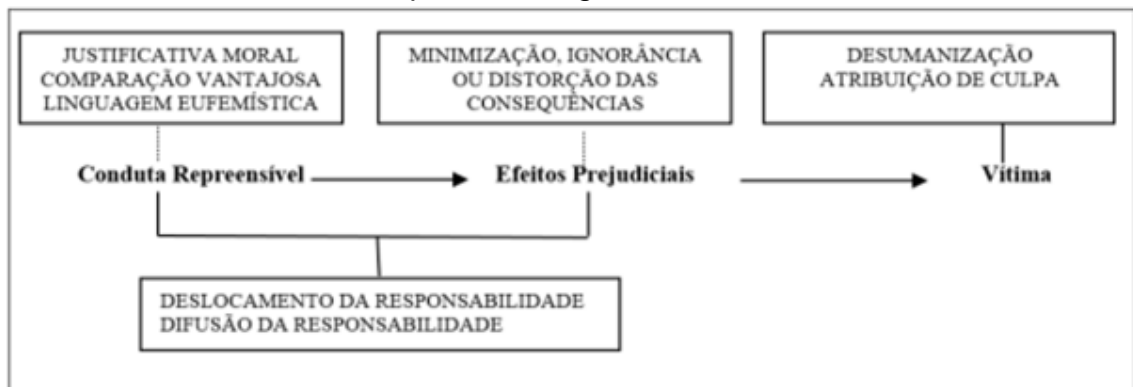 JUSTIFICATIVA MORAL
COMPARAÇÃO VANTAJOSA
LINGUAGEM EUFEMÍSTICA
MINIMIZAÇÃO, IGNORÂNCIA
OU DISTORÇÃO DAS
CONSEQUÊNCIAS
DESUMANIZAÇÃO
ATRIBUIÇÃO DE CULPA
Conduta Repreensível
Efeitos Prejudiciais
Vítima
DESLOCAMENTO DA RESPONSABILIDADE
DIFUSÃO DA RESPONSABILIDADE